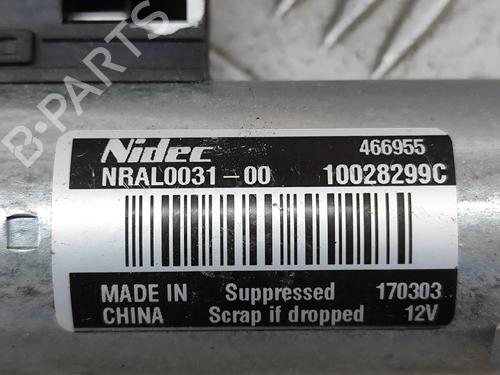 B-PARTS
Nidec 466955
NRAL0031-00 10028299C
MADE IN Suppressed 170303
CHINA Scrap if dropped 12V